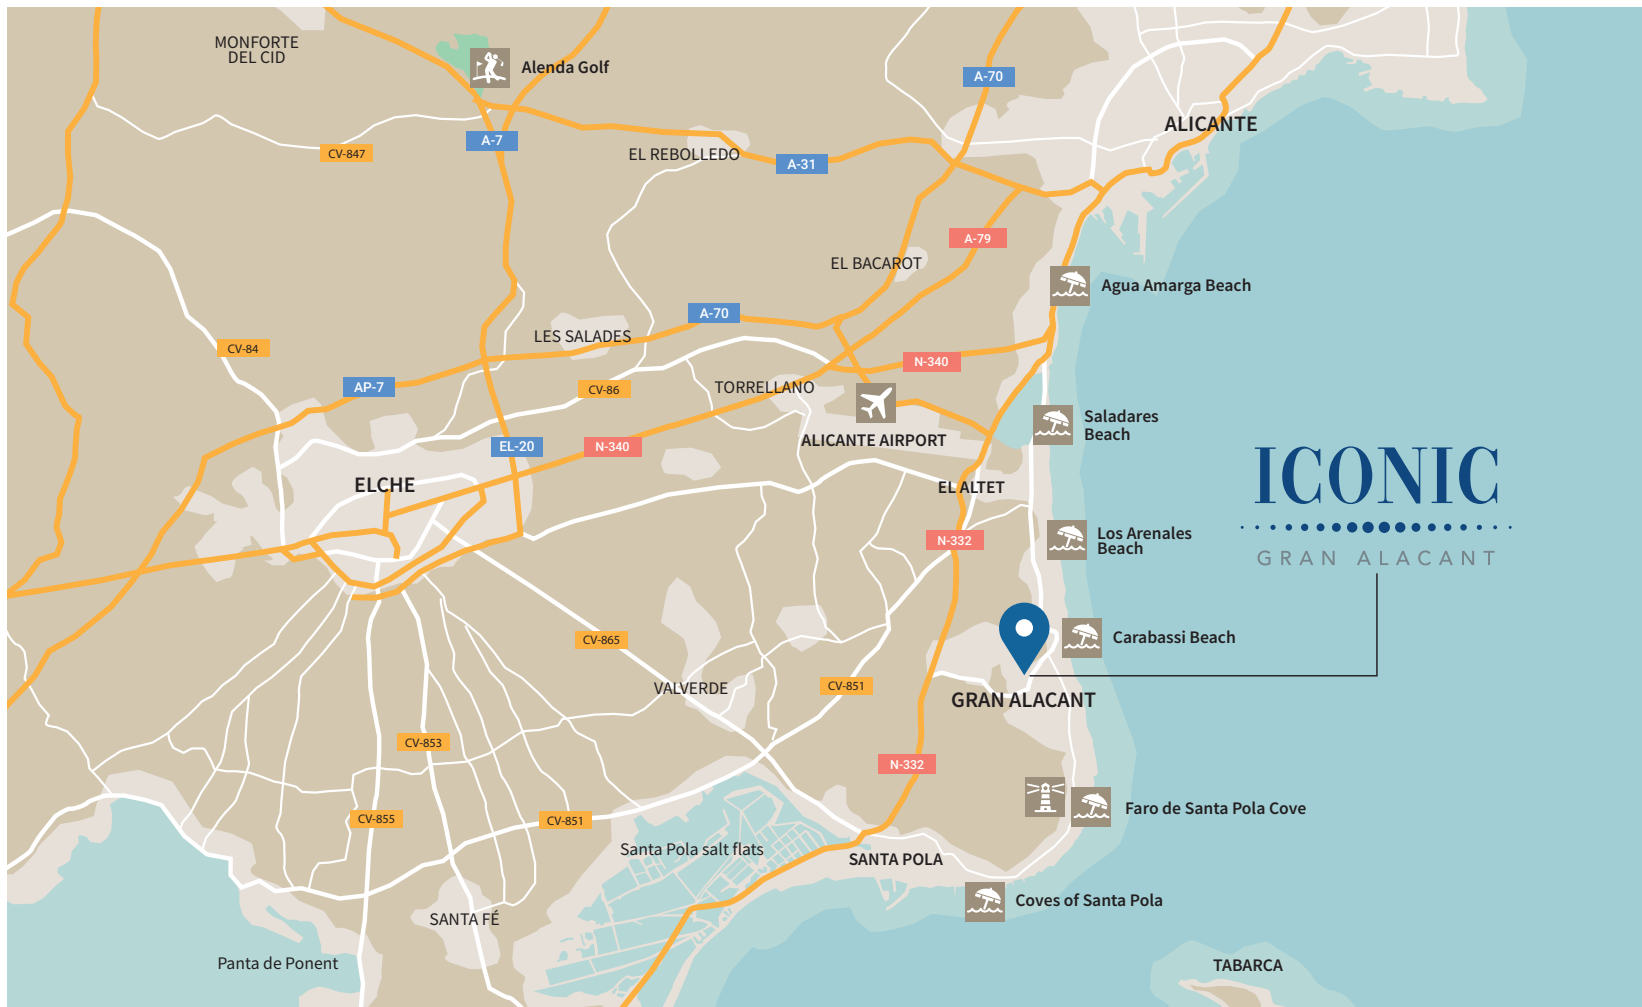 MONFORTE
DEL CID
Alenda Golf
A-70
ALICANTE
A-7
CV-847
EL REBOLLEDO
A-31
A-79
EL BACAROT
Agua Amarga Beach
A-70
LES SALADES
CV-84
N-340
AP-7
CV-86
TORRELLANO
Saladares
Beach
ALICANTE AIRPORT
EL-20
N-340
ELCHE
EL ALTET
ICONIC
GRAN ALACANT
N-332
Los Arenales
Beach
CV-865
Carabassi Beach
VALVERDE
CV-851
GRAN ALACANT
CV-853
N-332
Faro de Santa Pola Cove
CV-855
CV-851
Santa Pola salt flats
SANTA POLA
Coves of Santa Pola
SANTA FÉ
Panta de Ponent
TABARCA